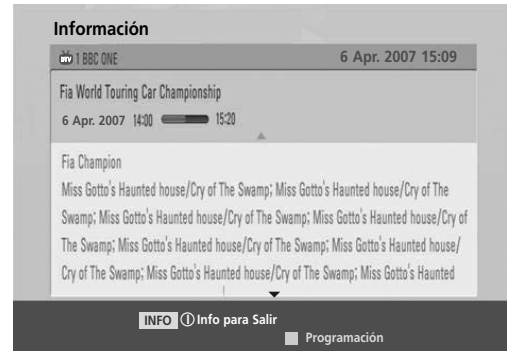 Información
DTV 1 BBC ONE 6 Apr. 2007 15:09
Fia World Touring Car Championship
6 Apr. 2007 14:00 15:20
Fia Champion
Miss Gotto's Haunted house/Cry of The Swamp; Miss Gotto's Haunted house/Cry of The
Swamp; Miss Gotto's Haunted house/Cry of The Swamp; Miss Gotto's Haunted house/Cry of
The Swamp; Miss Gotto's Haunted house/Cry of The Swamp; Miss Gotto's Haunted house/
Cry of The Swamp; Miss Gotto's Haunted house/Cry of The Swamp; Miss Gotto's Haunted
INFO ⓘ Info para Salir
Programación